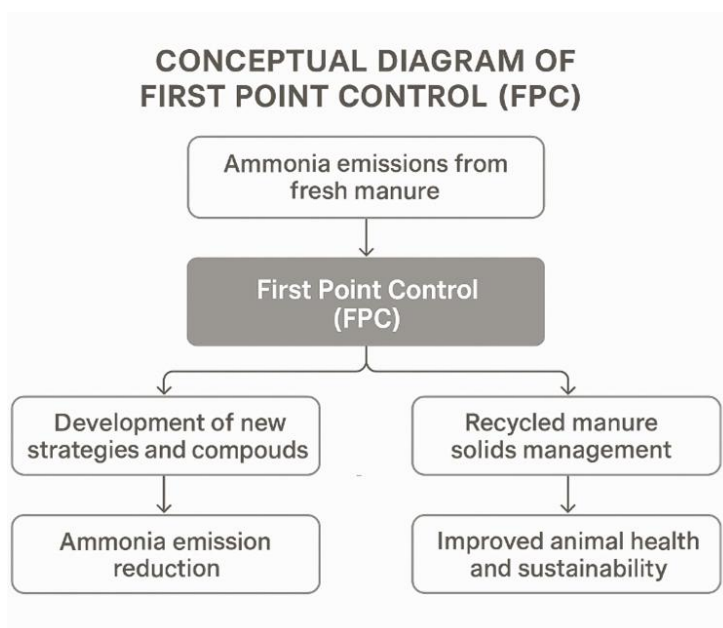 CONCEPTUAL DIAGRAM OF
FIRST POINT CONTROL (FPC)
Ammonia emissions from
fresh manure
First Point Control
(FPC)
Development of new
strategies and compouds
Recycled manure
solids management
Ammonia emission
reduction
Improved animal health
and sustainability